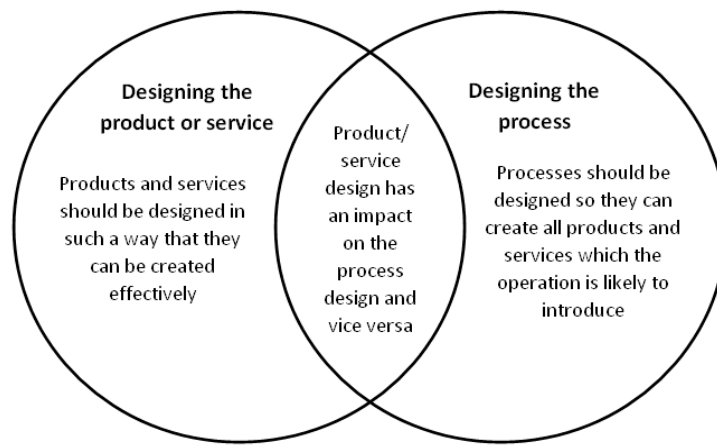 Designing the
product or service
Products and services
should be designed in
such a way that they
can be created
effectively
Product/
service
design has
an impact
on the
process
design and
vice versa
Designing the
process
Processes should be
designed so they can
create all products and
services which the
operation is likely to
introduce